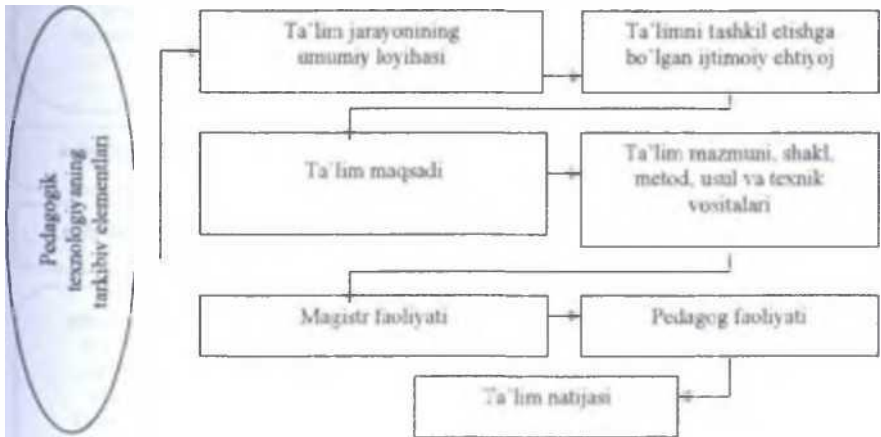 Pedagogik
texnologiyaning
tarkibiy elementlari
Ta`lim jarayonining
umumiy loyihasi
Ta`limni tashkil etishga
bo`lgan ijtimoiy ehtiyoj
Ta`lim maqsadi
Ta`lim mazmuni, shakl,
metod, usul va texnik
vositalari
Magistr faoliyati
Pedagog faoliyati
Ta`lim natijasi